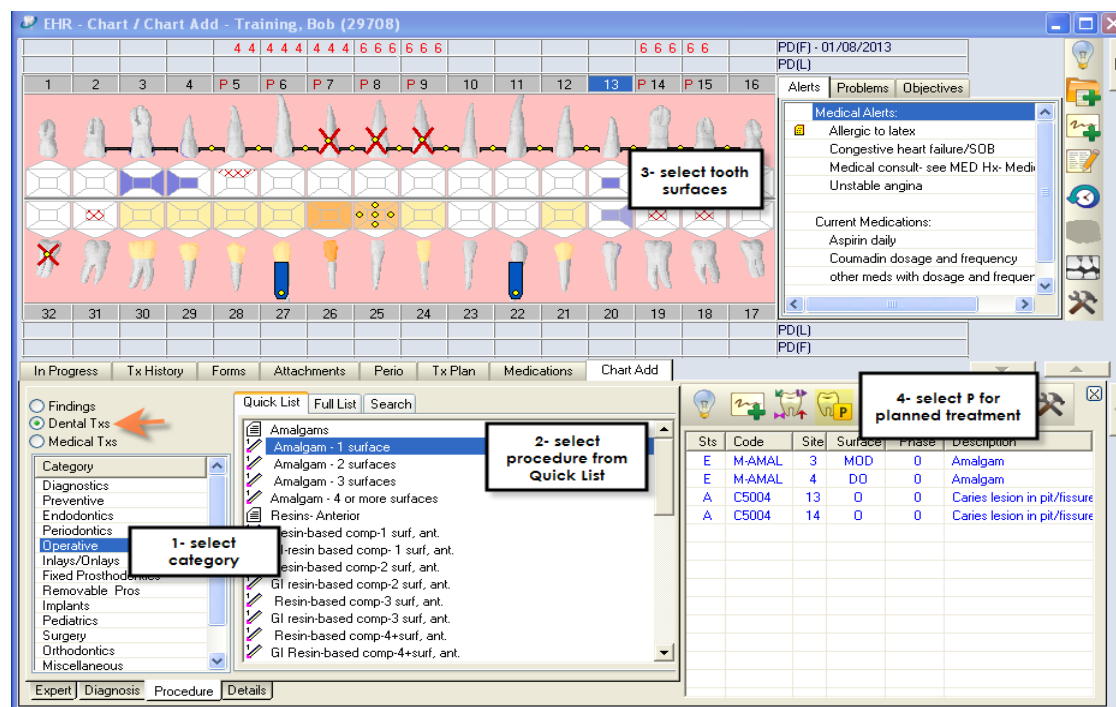 EHR - Chart / Chart Add - Training, Bob (29708)
4 4 4 4 4 4 4 4 6 6 6 6 6 6 6 6 6 6 6 PD(F) - 01/08/2013
PD(L)
1 2 3 4 P 5 P 6 P 7 P 8 P 9 10 11 12 13 P 14 P 15 16
Alerts Problems Objectives
Medical Alerts:
Allergic to latex
Congestive heart failure/SOB
Medical consult- see MED Hx- Medi
Unstable angina
Current Medications:
Aspirin daily
Coumadin dosage and frequency
other meds with dosage and frequer
3- select tooth
surfaces
32 31 30 29 28 27 26 25 24 23 22 21 20 19 18 17
PD(L)
PD(F)
In Progress Tx History Forms Attachments Perio Tx Plan Medications Chart Add
Findings
Dental Txs
Medical Txs
Category
Diagnostics
Preventive
Endodontics
Periodontics
Operative
Inlays/Onlays
Fixed Prosthodontics
Removable Pros
Implants
Pediatrics
Surgery
Orthodontics
Miscellaneous
1- select
category
Quick List Full List Search
Amalgams
Amalgam - 1 surface
Amalgam - 2 surfaces
Amalgam - 3 surfaces
Amalgam - 4 or more surfaces
Resins- Anterior
Resin-based comp-1 surf, ant.
GI-resin based comp- 1 surf, ant.
Resin-based comp-2 surf, ant.
GI resin-based comp-2 surf, ant.
Resin-based comp-3 surf, ant.
GI resin-based comp-3 surf, ant.
Resin-based comp-4+surf, ant.
GI Resin-based comp-4+surf, ant.
2- select
procedure from
Quick List
P
4- select P for
planned treatment
Sts Code Site Surface Phase Description
E M-AMAL 3 MOD 0 Amalgam
E M-AMAL 4 DO 0 Amalgam
A C5004 13 O 0 Caries lesion in pit/fissure
A C5004 14 O 0 Caries lesion in pit/fissure
Expert Diagnosis Procedure Details